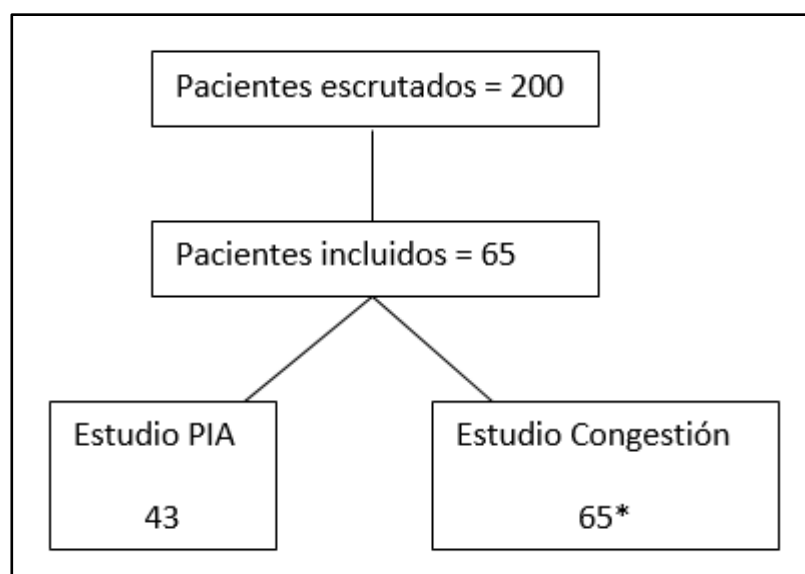 Pacientes escrutados = 200
Pacientes incluidos = 65
Estudio PIA
43
Estudio Congestión
65*